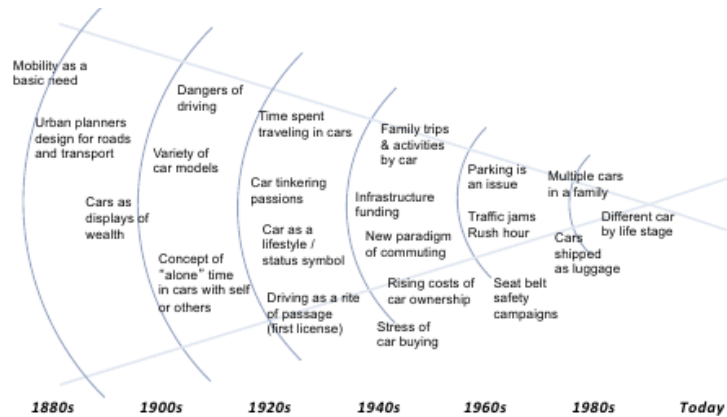 Mobility as a
basic need
Urban planners
design for roads
and transport
Cars as
displays of
wealth
Dangers of
driving
Variety of
car models
Concept of
“alone” time
in cars with self
or others
Time spent
traveling in cars
Car tinkering
passions
Car as a
lifestyle /
status symbol
Driving as a rite
of passage
(first license)
Family trips
& activities
by car
Infrastructure
funding
New paradigm
of commuting
Rising costs of
car ownership
Stress of
car buying
Parking is
an issue
Traffic jams
Rush hour
Seat belt
safety
campaigns
Multiple cars
in a family
Different car
by life stage
Cars
shipped
as luggage
1880s 1900s 1920s 1940s 1960s 1980s Today